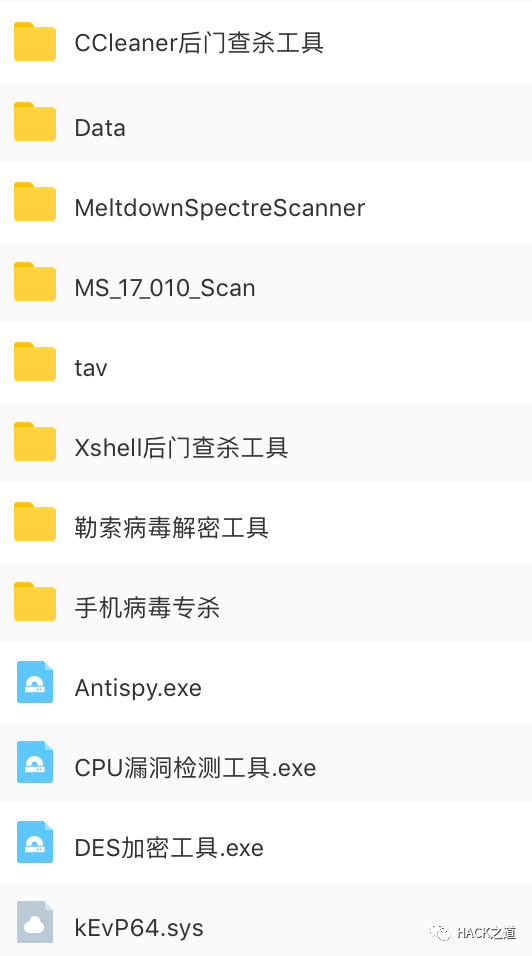 CCleaner后门查杀工具
Data
MeltdownSpectreScanner
MS_17_010_Scan
tav
Xshell后门查杀工具
勒索病毒解密工具
手机病毒专杀
Antispy.exe
CPU漏洞检测工具.exe
DES加密工具.exe
kEvP64.sys
HACK之道